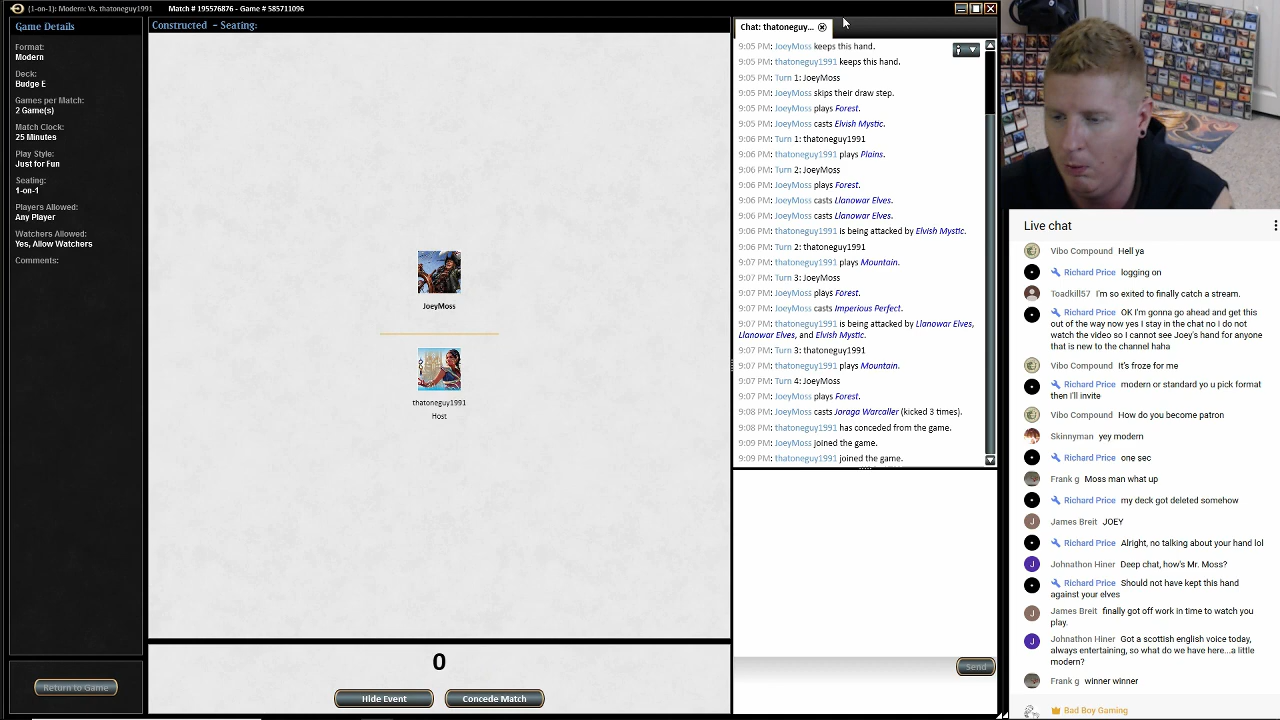 (1-on-1): Modern: Vs. thatoneguy1991
Match # 195576876 - Game # 585711096
Game Details
Format:
Modern
Deck:
Budge E
Games per Match:
2 Game(s)
Match Clock:
25 Minutes
Play Style:
Just for Fun
Seating:
1-on-1
Players Allowed:
Any Player
Watchers Allowed:
Yes, Allow Watchers
Comments:
Return to Game
Constructed - Seating:
JoeyMoss
thatoneguy1991
Host
0
Hide Event
Concede Match
Chat: thatoneguy...
9:05 PM: JoeyMoss keeps this hand.
9:05 PM: thatoneguy1991 keeps this hand.
9:05 PM: Turn 1: JoeyMoss
9:05 PM: JoeyMoss skips their draw step.
9:05 PM: JoeyMoss plays Forest.
9:05 PM: JoeyMoss casts Elvish Mystic.
9:06 PM: Turn 1: thatoneguy1991
9:06 PM: thatoneguy1991 plays Plains.
9:06 PM: Turn 2: JoeyMoss
9:06 PM: JoeyMoss plays Forest.
9:06 PM: JoeyMoss casts Llanowar Elves.
9:06 PM: JoeyMoss casts Llanowar Elves.
9:06 PM: thatoneguy1991 is being attacked by Elvish Mystic.
9:06 PM: Turn 2: thatoneguy1991
9:07 PM: thatoneguy1991 plays Mountain.
9:07 PM: Turn 3: JoeyMoss
9:07 PM: JoeyMoss plays Forest.
9:07 PM: JoeyMoss casts Imperious Perfect.
9:07 PM: thatoneguy1991 is being attacked by Llanowar Elves,
Llanowar Elves, and Elvish Mystic.
9:07 PM: Turn 3: thatoneguy1991
9:07 PM: thatoneguy1991 plays Mountain.
9:07 PM: Turn 4: JoeyMoss
9:07 PM: JoeyMoss plays Forest.
9:08 PM: JoeyMoss casts Joraga Warcaller (kicked 3 times).
9:08 PM: thatoneguy1991 has conceded from the game.
9:09 PM: JoeyMoss joined the game.
9:09 PM: thatoneguy1991 joined the game.
Send
Live chat
Vibo Compound Hell ya
Richard Price logging on
Toadkill57 I'm so exited to finally catch a stream
Richard Price OK I'm gonna go ahead and get this
out of the way now yes I stay in the chat no I do not
watch the video so I cannot see Joey's hand for anyone
that is new to the channel haha
Vibo Compound It's froze for me
Richard Price modern or standard yo u pick format
then I'll invite
Vibo Compound How do you become patron
Skinnyman yey modern
Richard Price one sec
Frank g Moss man what up
Richard Price my deck got deleted somehow
James Breit JOEY
Richard Price Alright, no talking about your hand lol
Johnathon Hiner Deep chat, how's Mr. Moss?
Richard Price Should not have kept this hand
against your elves
James Breit finally got off work in time to watch you
play.
Johnathon Hiner Got a scottish english voice today,
always entertaining, so what do we have here...a little
modern?
Frank g winner winner
Bad Boy Gaming